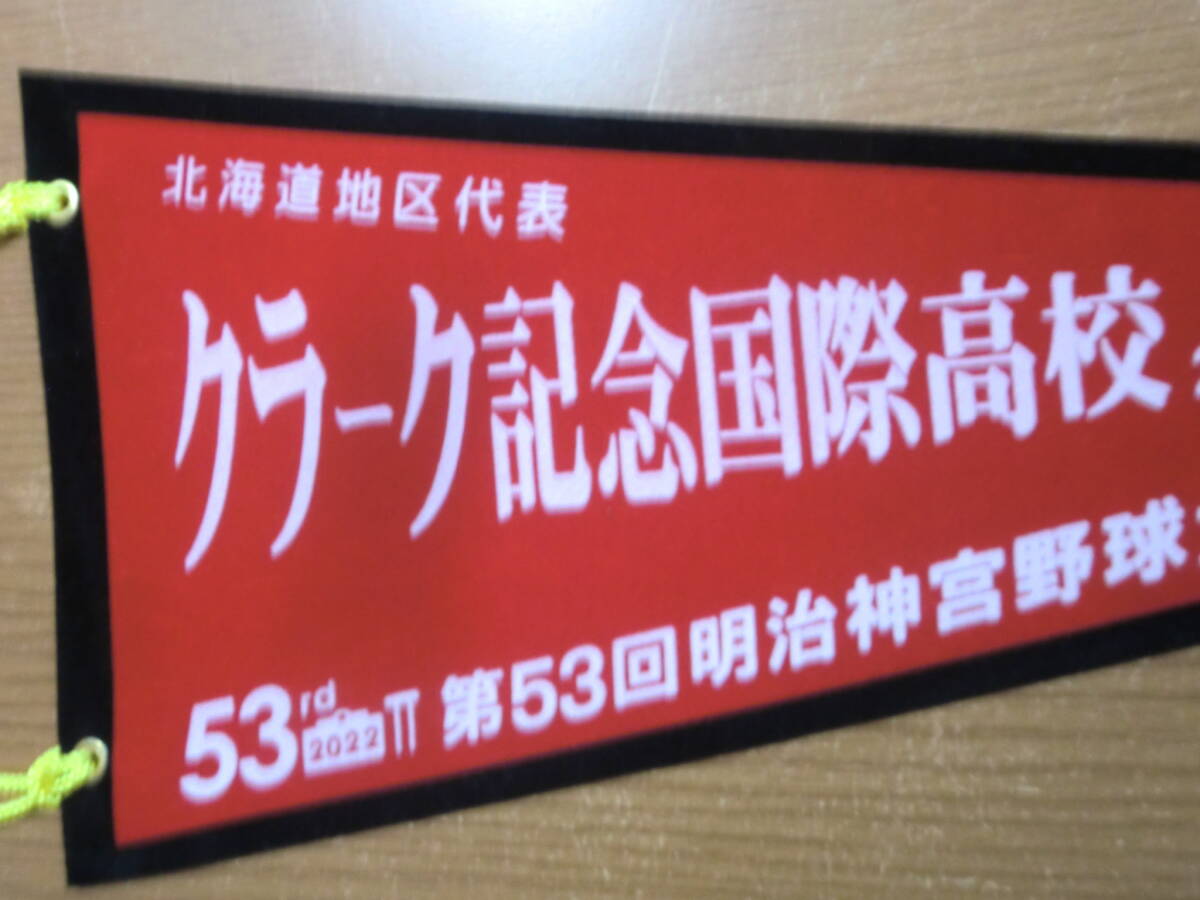 北海道地区代表
クラーク記念国際高校
53rd 2022 第53回明治神宮野球